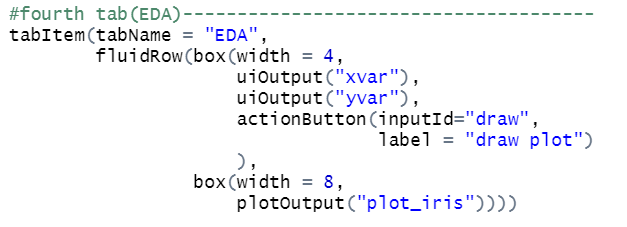 #fourth tab(EDA)--------------------------------------
tabItem(tabName = "EDA",
        fluidRow(box(width = 4,
                     uiOutput("xvar"),
                     uiOutput("yvar"),
                     actionButton(inputId="draw",
                                  label = "draw plot")
                     ),
                 box(width = 8,
                     plotOutput("plot_iris"))))